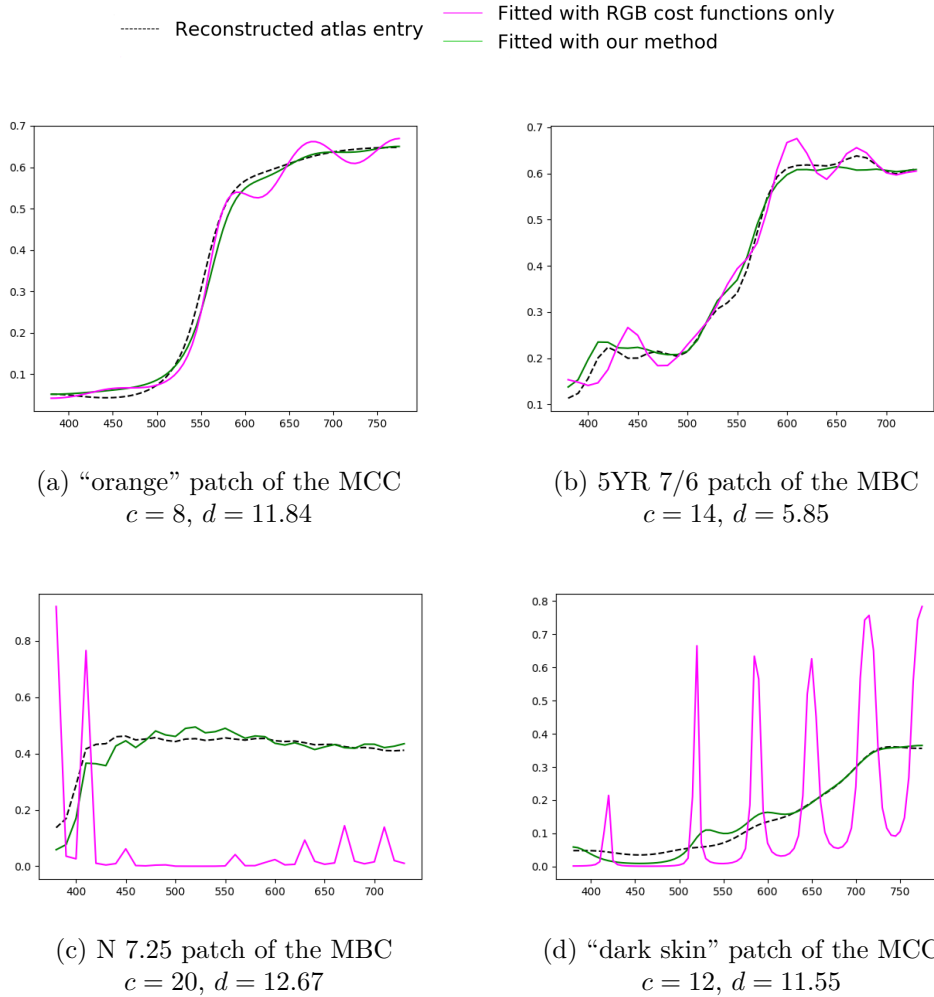 Reconstructed atlas entry
Fitted with RGB cost functions only
Fitted with our method
0.7
0.6
0.5
0.4
0.3
0.2
0.1
400 450 500 550 600 650 700 750
(a) “orange” patch of the MCC
c = 8, d = 11.84
0.7
0.6
0.5
0.4
0.3
0.2
0.1
400 450 500 550 600 650 700
(b) 5YR 7/6 patch of the MBC
c = 14, d = 5.85
0.8
0.6
0.4
0.2
0.0
400 450 500 550 600 650 700
(c) N 7.25 patch of the MBC
c = 20, d = 12.67
0.8
0.7
0.6
0.5
0.4
0.3
0.2
0.1
0.0
400 450 500 550 600 650 700 750
(d) “dark skin” patch of the MCC
c = 12, d = 11.55